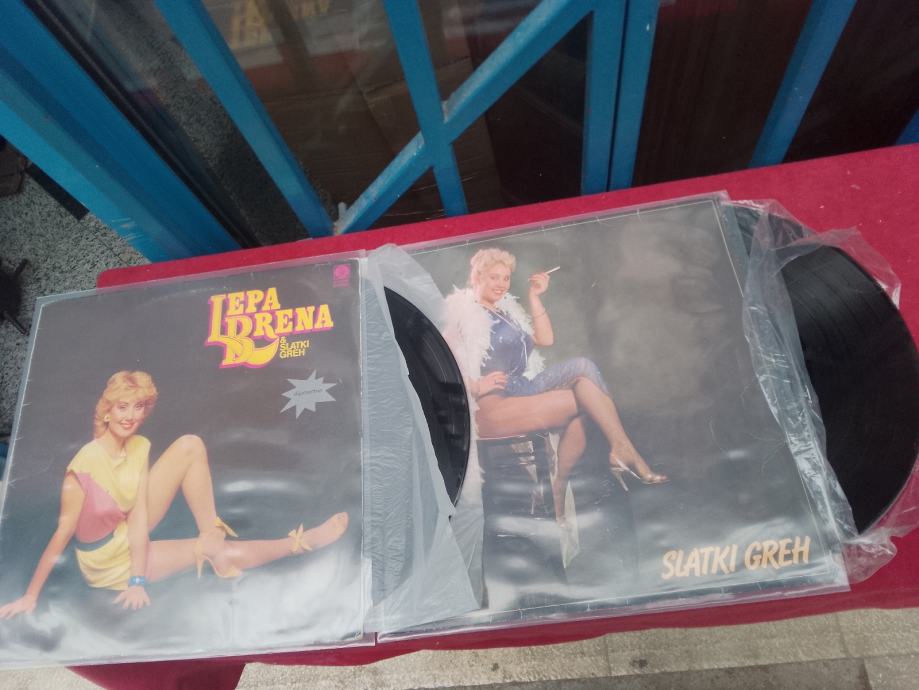 LEPA
BRENA
&
SLATKI
GREH
SLATKI GREH